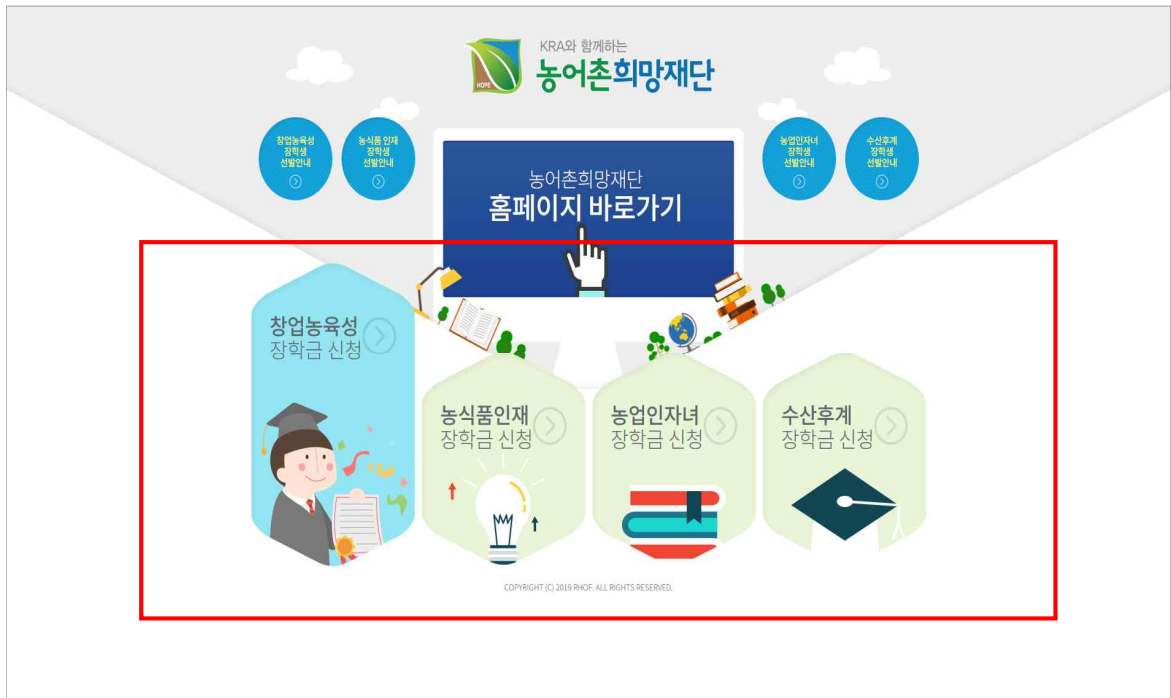 KRA와 함께하는
농어촌희망재단
HOPE
창업농육성
장학생
선발안내
농식품 인재
장학생
선발안내
농업인자녀
장학생
선발안내
수산후계
장학생
선발안내
농어촌희망재단
홈페이지 바로가기
창업농육성
장학금 신청
농식품인재
장학금 신청
농업인자녀
장학금 신청
수산후계
장학금 신청
COPYRIGHT (C) 2019 RHOF. ALL RIGHTS RESERVED.